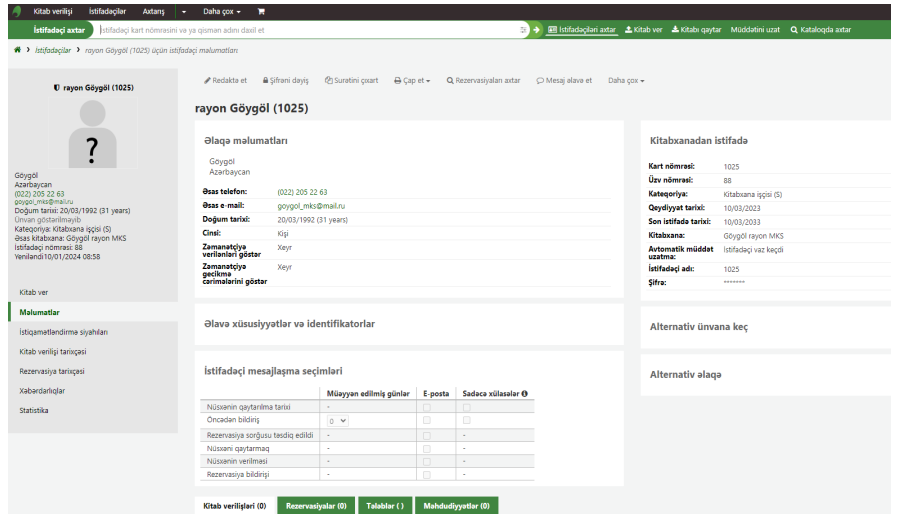 Kitab verilişi İstifadəçilər Axtarış Daha çox
İstifadəçi axtar İstifadəçi kart nömrəsini və ya qismən adını daxil et İstifadəçiləri axtar Kitab ver Kitabı qaytar Müddətini uzat Kataloqda axtar
İstifadəçilər rayon Göygöl (1025) üçün istifadəçi məlumatları
rayon Göygöl (1025)
?
Göygöl
Azərbaycan
(022) 205 22 63
goygol_mks@mail.ru
Doğum tarixi: 20/03/1992 (31 years)
Ünvan göstərilməyib
Kateqoriya: Kitabxana işçisi (S)
Əsas kitabxana: Göygöl rayon MKS
İstifadəçi nömrəsi: 88
Yeniləndi10/01/2024 08:58
Kitab ver
Məlumatlar
İstiqamətləndirmə siyahıları
Kitab verilişi tarixçəsi
Rezervasiya tarixçəsi
Xəbərdarlıqlar
Statistika
Redaktə et Şifrəni dəyiş Surətini çıxart Çap et Rezervasiyaları axtar Mesaj əlavə et Daha çox
rayon Göygöl (1025)
Əlaqə məlumatları
Göygöl
Azərbaycan
Əsas telefon: (022) 205 22 63
Əsas e-mail: goygol_mks@mail.ru
Doğum tarixi: 20/03/1992 (31 years)
Cinsi: Kişi
Zəmanətçiyə Xeyr
verilənləri göstər
Zəmanətçiyə Xeyr
gecikmə
cərimələrini göstər
Əlavə xüsusiyyətlər və identifikatorlar
İstifadəçi mesajlaşma seçimləri
Müəyyən edilmiş günlər E-posta Sadəcə xülasələr
Nüsxənin qaytarılma tarixi -
Öncədən bildiriş 0
Rezervasiya sorğusu təsdiq edildi -
Nüsxəni qaytarmaq -
Nüsxənin verilməsi -
Rezervasiya bildirişi -
Kitab verilişləri (0) Rezervasiyalar (0) Tələblər ( ) Məhdudiyyətlər (0)
Kitabxanadan istifadə
Kart nömrəsi: 1025
Üzv nömrəsi: 88
Kateqoriya: Kitabxana işçisi (S)
Qeydiyyat tarixi: 10/03/2023
Son istifadə tarixi: 10/03/2033
Kitabxana: Göygöl rayon MKS
Avtomatik müddət İstifadəçi vaz keçdi
uzatma:
İstifadəçi adı: 1025
Şifrə: *******
Alternativ ünvana keç
Alternativ əlaqə